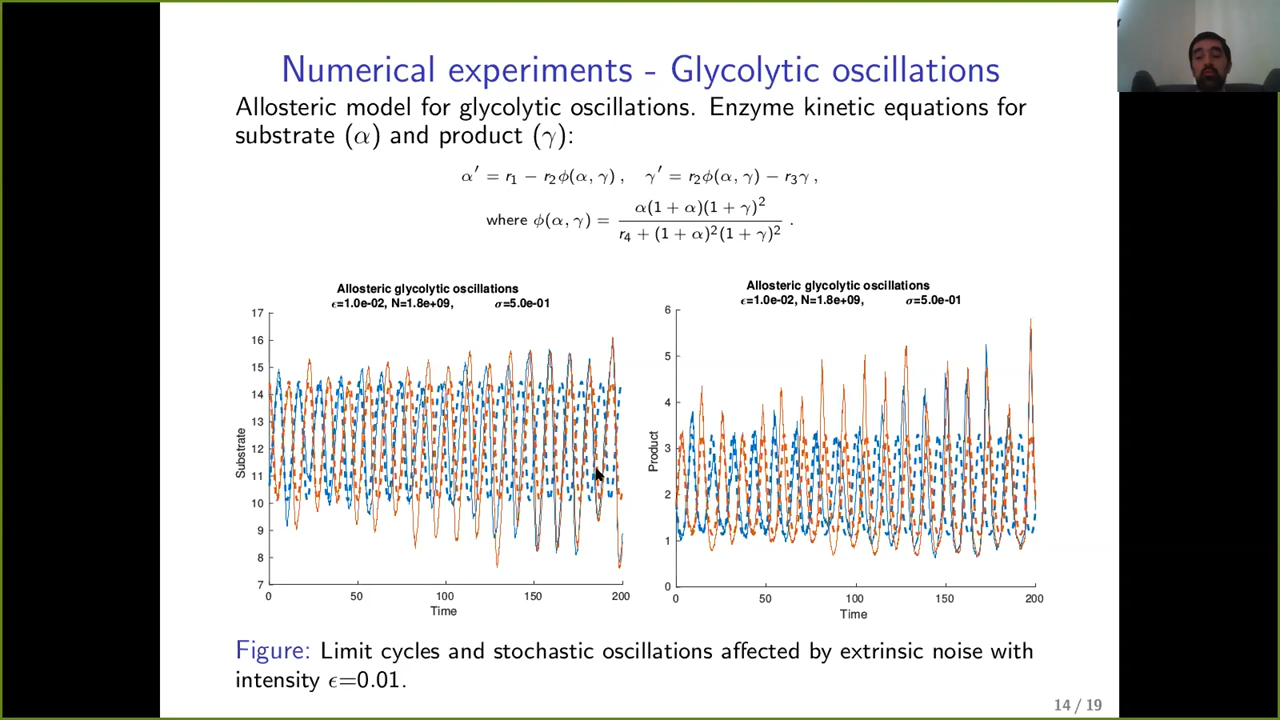 Numerical experiments - Glycolytic oscillations
Allosteric model for glycolytic oscillations. Enzyme kinetic equations for
substrate (α) and product (γ):
α′ = r₁ − r₂ϕ(α, γ) , γ′ = r₂ϕ(α, γ) − r₃γ ,
where ϕ(α, γ) = α(1 + α)(1 + γ)² / r₄ + (1 + α)²(1 + γ)² .
Allosteric glycolytic oscillations
ϵ=1.0e-02, N=1.8e+09, σ=5.0e-01
17
16
15
14
13
12
11
10
9
8
7
Substrate
0 50 100 150 200
Time
Allosteric glycolytic oscillations
ϵ=1.0e-02, N=1.8e+09, σ=5.0e-01
6
5
4
3
2
1
0
Product
0 50 100 150 200
Time
Figure: Limit cycles and stochastic oscillations affected by extrinsic noise with
intensity ϵ=0.01.
14 / 19